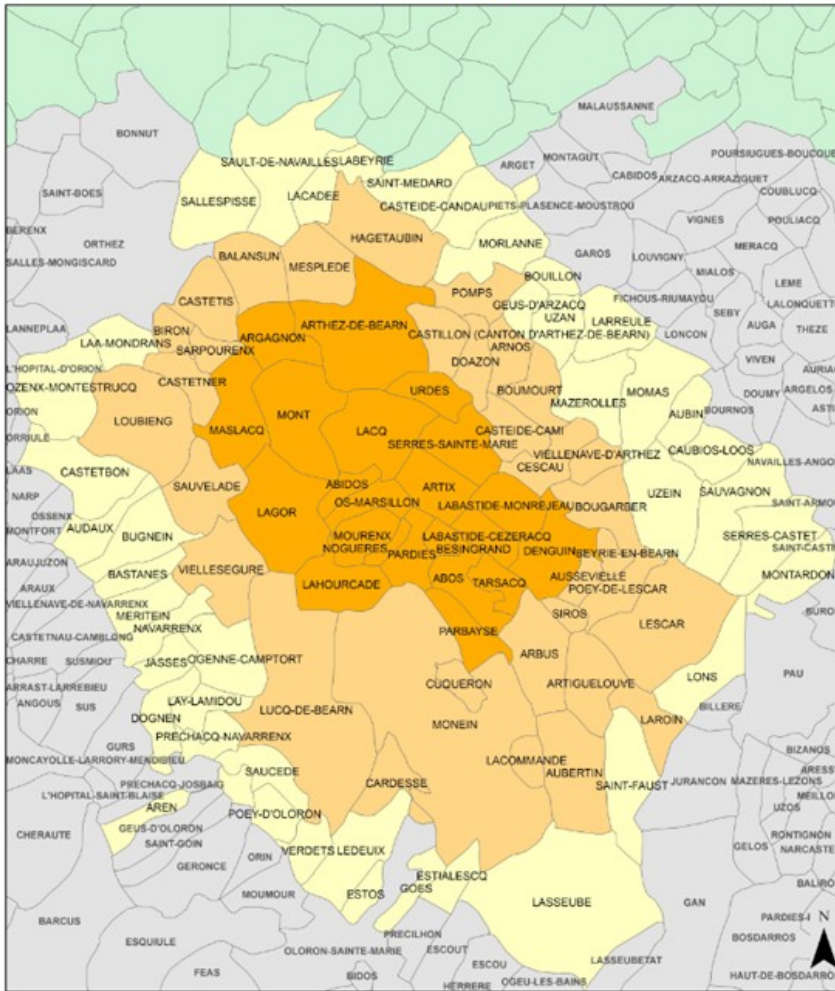 MALAUSSANNE
BONNUT
POURSIUGUES-BOUCOUE
MONTAGUT
ARGET
SAULT-DE-NAVAILLES
LABEYRIE
CABIDOS
ARZACQ-ARRAZIGUET
SAINT-MEDARD
SAINT-BOES
COUBLUCQ
LACADEE
SALLESPISSE
CASTEIDE-CANDAU
PIETS-PLASENCE-MOUSTROU
VIGNES
POULIACQ
BERENX
HAGETAUBIN
ORTHEZ
MORLANNE
MERACQ
GAROS
LOUVIGNY
BALANSUN
SALLES-MONGISCARD
MESPLEDE
MIALOS
BOUILLON
LEME
POMPS
CASTETIS
GEUS-D'ARZACQ
FICHOUS-RIUMAYOU
LALONQUETTE
UZAN
SEBY
LANNEPLAA
BIRON
ARGAGNON
ARTHEZ-DE-BEARN
LARREULE
AUGA
THEZE
CASTILLON (CANTON D'ARTHEZ-DE-BEARN)
LONCON
LAA-MONDRANS
ARNOS
SARPOURENX
DOAZON
VIVEN
L'HOPITAL-D'ORION
AURIAC
CASTETNER
OZENX-MONTESTRUCQ
URDES
BOUMOURT
MOMAS
DOUMY
ARGELOS
MAZEROLLES
ORION
AUBIN
BOURNOS
AST
MONT
LOUBIENG
MASLACQ
LACQ
CASTEIDE-CAMI
ORRIULE
SERRES-SAINTE-MARIE
CAUBIOS-LOOS
VIELLENAVE-D'ARTHEZ
NAVAILLES-ANGO
CESCAU
LAAS
CASTETBON
SAUVELADE
ABIDOS
ARTIX
UZEIN
SAUVAGNON
NARP
OS-MARSILLON
LABASTIDE-MONREJEAU
BOUGARBER
SAINT-ARMO
LAGOR
OSSENX
AUDAUX
MONTFORT
BUGNEIN
MOURENX
LABASTIDE-CEZERACQ
SERRES-CASTET
NOGUERES
BESINGRAND
SAINT-CASTIN
PARDIES
DENGUIN
BEYRIE-EN-BEARN
ARAUJUZON
VIELLESEGURE
BASTANES
LAHOURCADE
ABOS
TARSACQ
AUSSEVIELLE
MONTARDON
ARAUX
POEY-DE-LESCAR
VIELLENAVE-DE-NAVARRENX
MERITEIN
SIROS
BURO
NAVARRENX
LESCAR
CASTETNAU-CAMBLONG
PARBAYSE
ARBUS
CHARRE
SUSMIOU
JASSES
OGENNE-CAMPTORT
LONS
PAU
CUQUERON
ARTIGUELOUVE
ARRAST-LARREBIEU
ANGOUS
SUS
LAY-LAMIDOU
BILLERE
LUCQ-DE-BEARN
DOGNEN
MONEIN
LAROIN
PRECHACQ-NAVARRENX
GURS
BIZANOS
MONCAYOLLE-LARRORY-MENDIBIEU
LACOMMANDE
SAUCEDE
AUBERTIN
ARESS
PRECHACQ-JOSBAIG
CARDESSE
SAINT-FAUST
JURANCON
MAZERES-LEZONS
L'HOPITAL-SAINT-BLAISE
MEILLO
AREN
UZOS
POEY-D'OLORON
GEUS-D'OLORON
CHERAUTE
RONTIGNON
SAINT-GOIN
GELOS
NARCASTE
VERDETS
LEDEUIX
ORIN
GERONCE
ESTIALESCQ
BALIRO
MOUMOUR
ESTOS
GOES
LASSEUBE
GAN
BARCUS
PARDIES-I
N
PRECILHON
BOSDARROS
ESQUIULE
OLORON-SAINTE-MARIE
ESCOUT
LASSEUBETAT
ESCOU
FEAS
BIDOS
OGEU-LES-BAINS
HAUT-DE-BOSDARRO
HERRERE